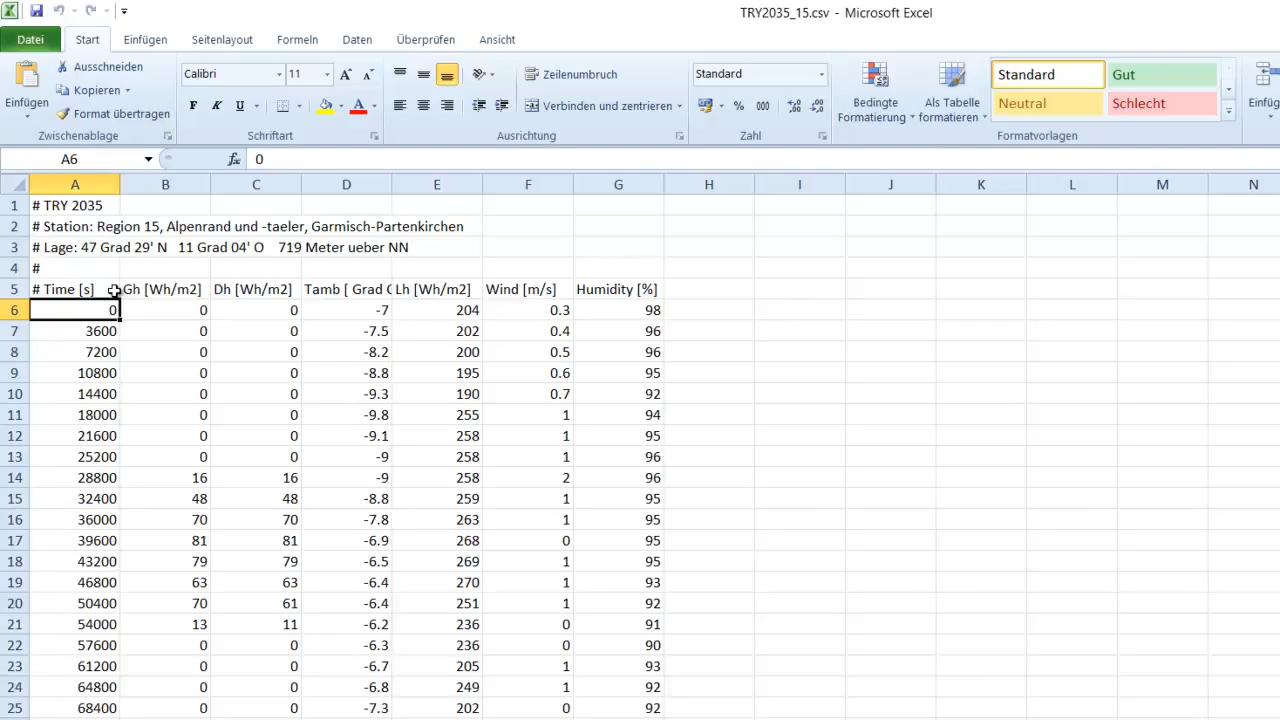 TRY2035_15.csv - Microsoft Excel
Datei Start Einfügen Seitenlayout Formeln Daten Überprüfen Ansicht
Einfügen
Ausschneiden
Kopieren
Format übertragen
Zwischenablage
Calibri 11
F K U
Schriftart
Zeilenumbruch
Verbinden und zentrieren
Ausrichtung
Standard
% 000
Zahl
Bedingte
Formatierung
Als Tabelle
formatieren
Standard Gut
Neutral Schlecht
Formatvorlagen
A6 fx 0
A B C D E F G H I J K L M N
1 # TRY 2035
2 # Station: Region 15, Alpenrand und -taeler, Garmisch-Partenkirchen
3 # Lage: 47 Grad 29' N 11 Grad 04' O 719 Meter ueber NN
4 #
5 # Time [s] Gh [Wh/m2] Dh [Wh/m2] Tamb [ Grad Lh [Wh/m2] Wind [m/s] Humidity [%]
6 0 0 0 -7 204 0.3 98
7 3600 0 0 -7.5 202 0.4 96
8 7200 0 0 -8.2 200 0.5 96
9 10800 0 0 -8.8 195 0.6 95
10 14400 0 0 -9.3 190 0.7 92
11 18000 0 0 -9.8 255 1 94
12 21600 0 0 -9.1 258 1 95
13 25200 0 0 -9 258 1 96
14 28800 16 16 -9 258 2 96
15 32400 48 48 -8.8 259 1 95
16 36000 70 70 -7.8 263 1 95
17 39600 81 81 -6.9 268 0 95
18 43200 79 79 -6.5 269 1 95
19 46800 63 63 -6.4 270 1 93
20 50400 70 61 -6.4 251 1 92
21 54000 13 11 -6.2 236 0 91
22 57600 0 0 -6.3 236 0 90
23 61200 0 0 -6.7 205 1 93
24 64800 0 0 -6.8 249 1 92
25 68400 0 0 -7.3 202 0 92